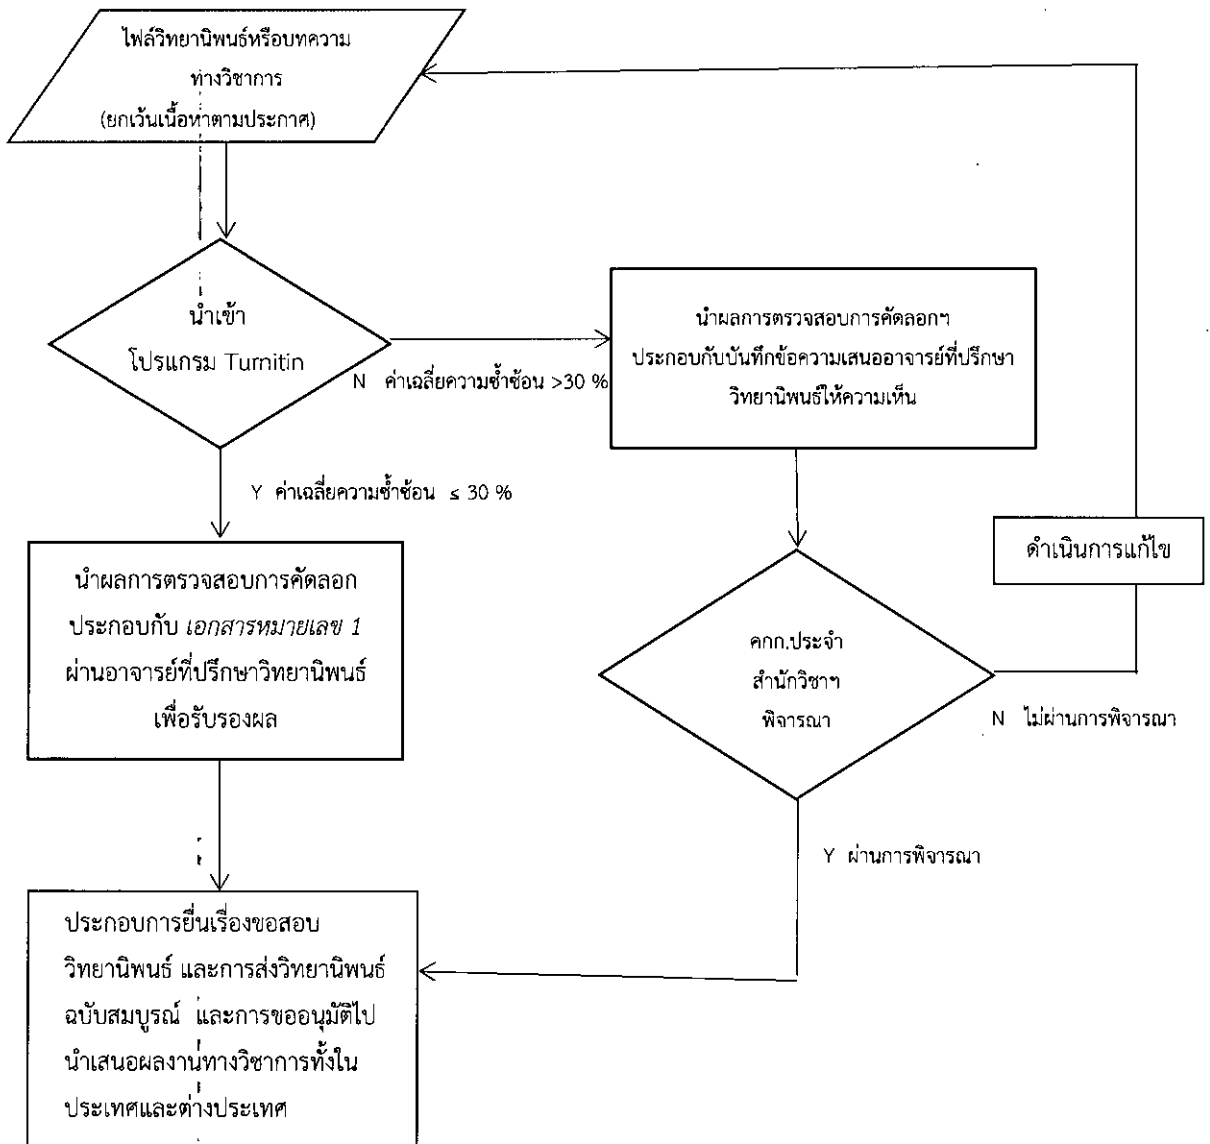 ไฟล์วิทยานิพนธ์หรือบทความ
ทางวิชาการ
(ยกเว้นเนื้อหาตามประกาศ)
นำเข้า
โปรแกรม Turnitin
N ค่าเฉลี่ยความซ้ำซ้อน >30 %
นำผลการตรวจสอบการคัดลอกฯ
ประกอบกับบันทึกข้อความเสนออาจารย์ที่ปรึกษา
วิทยานิพนธ์ให้ความเห็น
Y ค่าเฉลี่ยความซ้ำซ้อน ≤ 30 %
ดำเนินการแก้ไข
นำผลการตรวจสอบการคัดลอก
ประกอบกับ เอกสารหมายเลข 1
ผ่านอาจารย์ที่ปรึกษาวิทยานิพนธ์
เพื่อรับรองผล
คกก.ประจำ
สำนักวิชาฯ
พิจารณา
N ไม่ผ่านการพิจารณา
Y ผ่านการพิจารณา
ประกอบการยื่นเรื่องขอสอบ
วิทยานิพนธ์ และการส่งวิทยานิพนธ์
ฉบับสมบูรณ์ และการขออนุมัติไป
นำเสนอผลงานทางวิชาการทั้งใน
ประเทศและต่างประเทศ